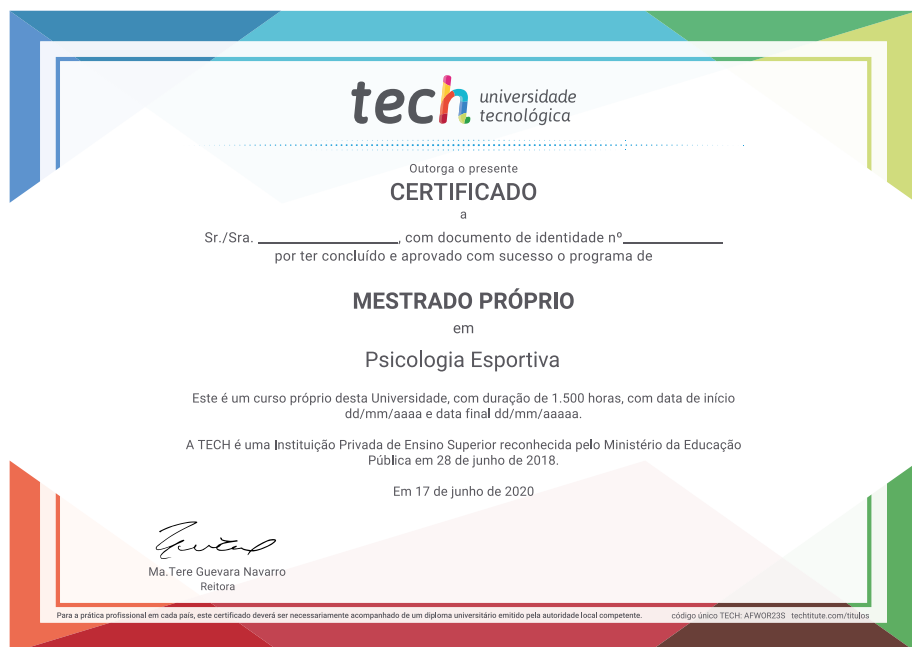 tech universidade
tecnológica
Outorga o presente
CERTIFICADO
a
Sr./Sra. ____________, com documento de identidade nº_________
por ter concluído e aprovado com sucesso o programa de
MESTRADO PRÓPRIO
em
Psicologia Esportiva
Este é um curso próprio desta Universidade, com duração de 1.500 horas, com data de início
dd/mm/aaaa e data final dd/mm/aaaaa.
A TECH é uma Instituição Privada de Ensino Superior reconhecida pelo Ministério da Educação
Pública em 28 de junho de 2018.
Em 17 de junho de 2020
Ma.Tere Guevara Navarro
Reitora
Para a prática profissional em cada país, este certificado deverá ser necessariamente acompanhado de um diploma universitário emitido pela autoridade local competente. código único TECH: AFWOR23S techtitute.com/titulos